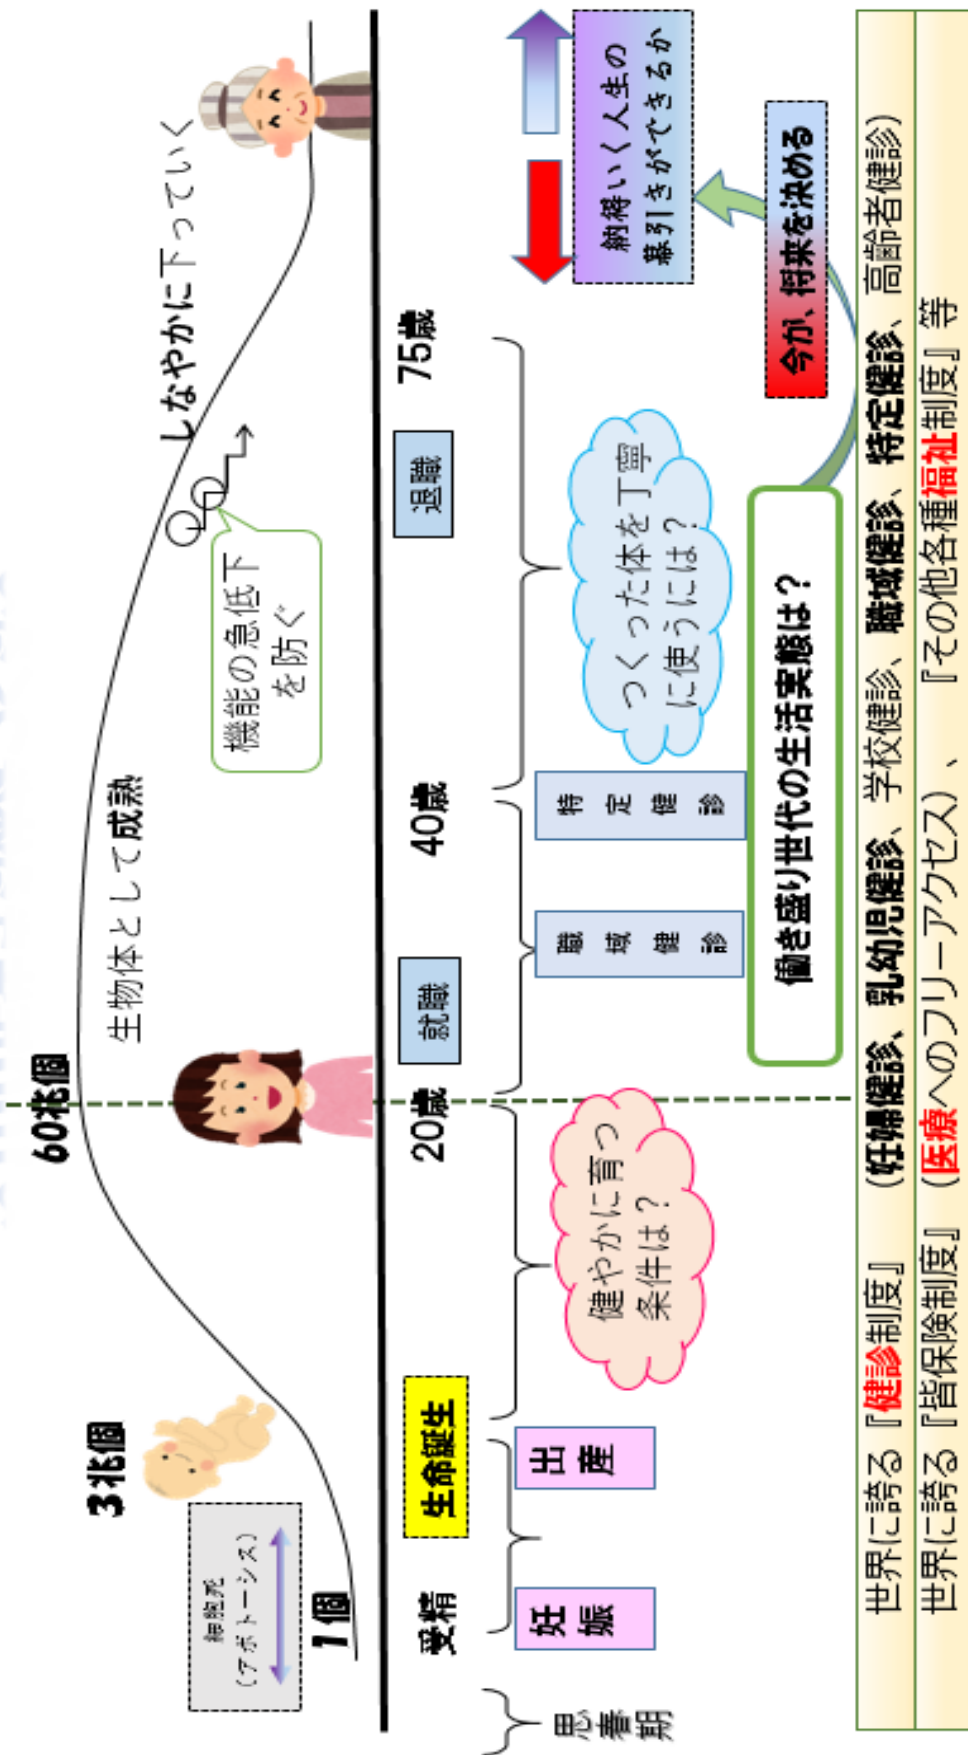 60兆個
3兆個
1個
細胞死
(アポトーシス)
生物体として成熟
機能の急低下
を防ぐ
しなやかに下っていく
受精
生命誕生
20歳
就職
40歳
退職
75歳
思春期
妊娠
出産
健やかに育つ
条件は?
職域健診
特定健診
つくった体を丁寧
に使うには?
納得いく人生の
幕引きができるか
働き盛り世代の生活実態は?
今が、将来を決める
世界に誇る『健診制度』 (妊婦健診、乳幼児健診、学校健診、職域健診、特定健診、高齢者健診)
世界に誇る『皆保険制度』 (医療へのフリーアクセス)、『その他各種福祉制度』等